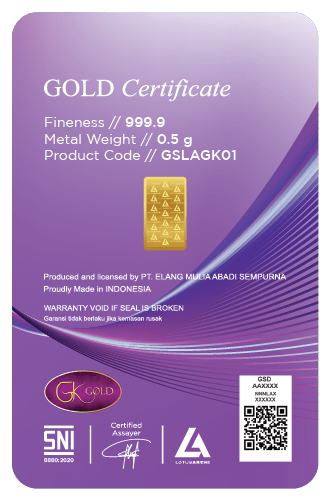 GOLD Certificate
Fineness // 999.9
Metal Weight // 0.5 g
Product Code // GSLAGK01
Produced and licensed by PT. ELANG MULIA ABADI SEMPURNA
Proudly Made in INDONESIA
WARRANTY VOID IF SEAL IS BROKEN
Garansi tidak berlaku jika kemasan rusak
GK GOLD
GSD
AAXXXX
NNNLAX
XXXXXX
SNI
8880:2020
Certified
Assayer
LOTUS ARCHI